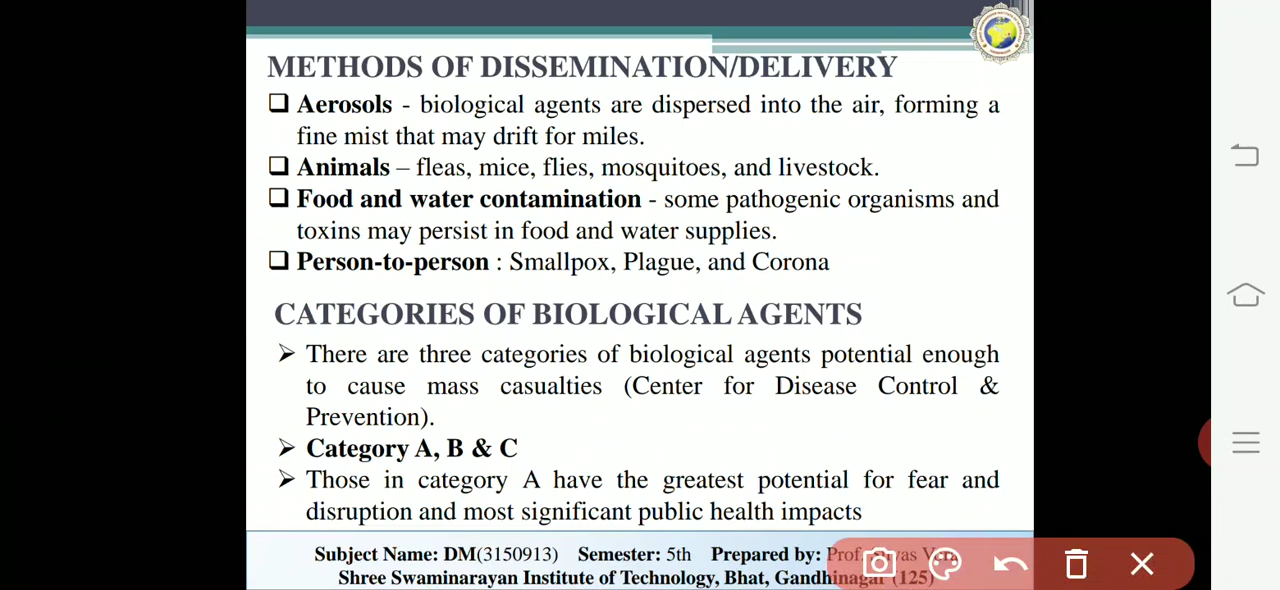 METHODS OF DISSEMINATION/DELIVERY
❑ Aerosols - biological agents are dispersed into the air, forming a
fine mist that may drift for miles.
❑ Animals – fleas, mice, flies, mosquitoes, and livestock.
❑ Food and water contamination - some pathogenic organisms and
toxins may persist in food and water supplies.
❑ Person-to-person : Smallpox, Plague, and Corona
CATEGORIES OF BIOLOGICAL AGENTS
➢ There are three categories of biological agents potential enough
to cause mass casualties (Center for Disease Control &
Prevention).
➢ Category A, B & C
➢ Those in category A have the greatest potential for fear and
disruption and most significant public health impacts
Subject Name: DM(3150913) Semester: 5th Prepared by: Prof.
Shree Swaminarayan Institute of Technology, Bhat, Gandhinagar (125)